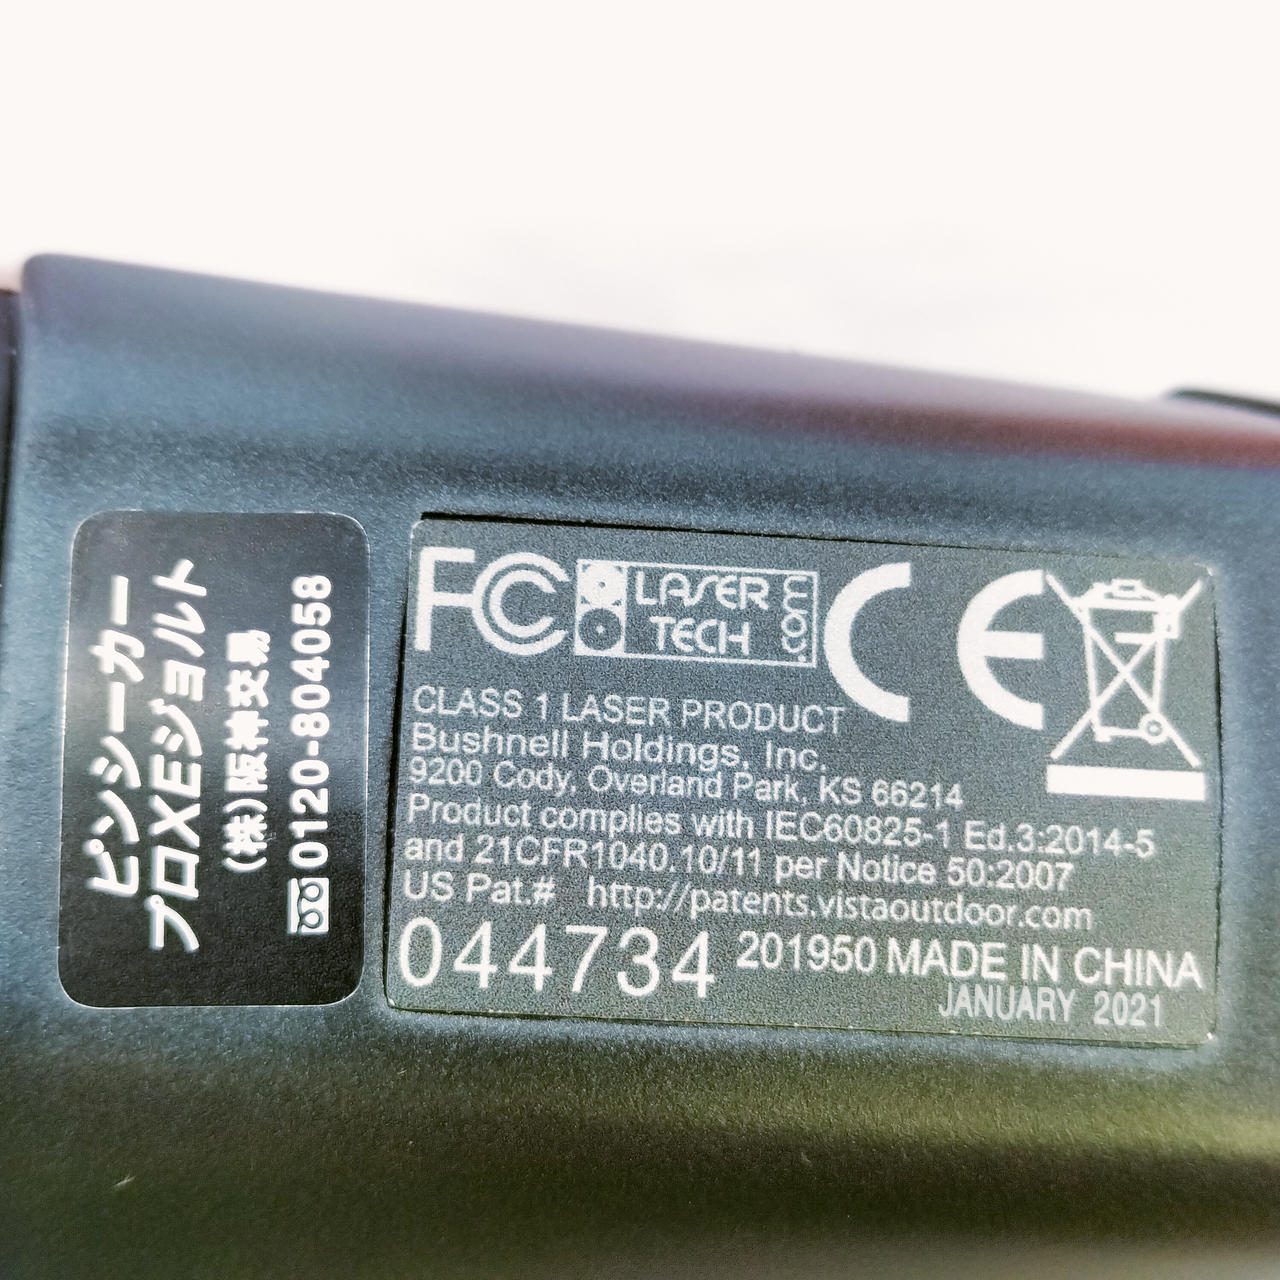 ピンシーカー
プロXEジョルト
(株)阪神交易
0120-804058
FC
LASER
TECH
.com
CE
CLASS 1 LASER PRODUCT
Bushnell Holdings, Inc.
9200 Cody, Overland Park, KS 66214
Product complies with IEC60825-1 Ed.3:2014-5
and 21CFR1040.10/11 per Notice 50:2007
US Pat.# http://patents.vistaoutdoor.com
044734 201950 MADE IN CHINA
JANUARY 2021